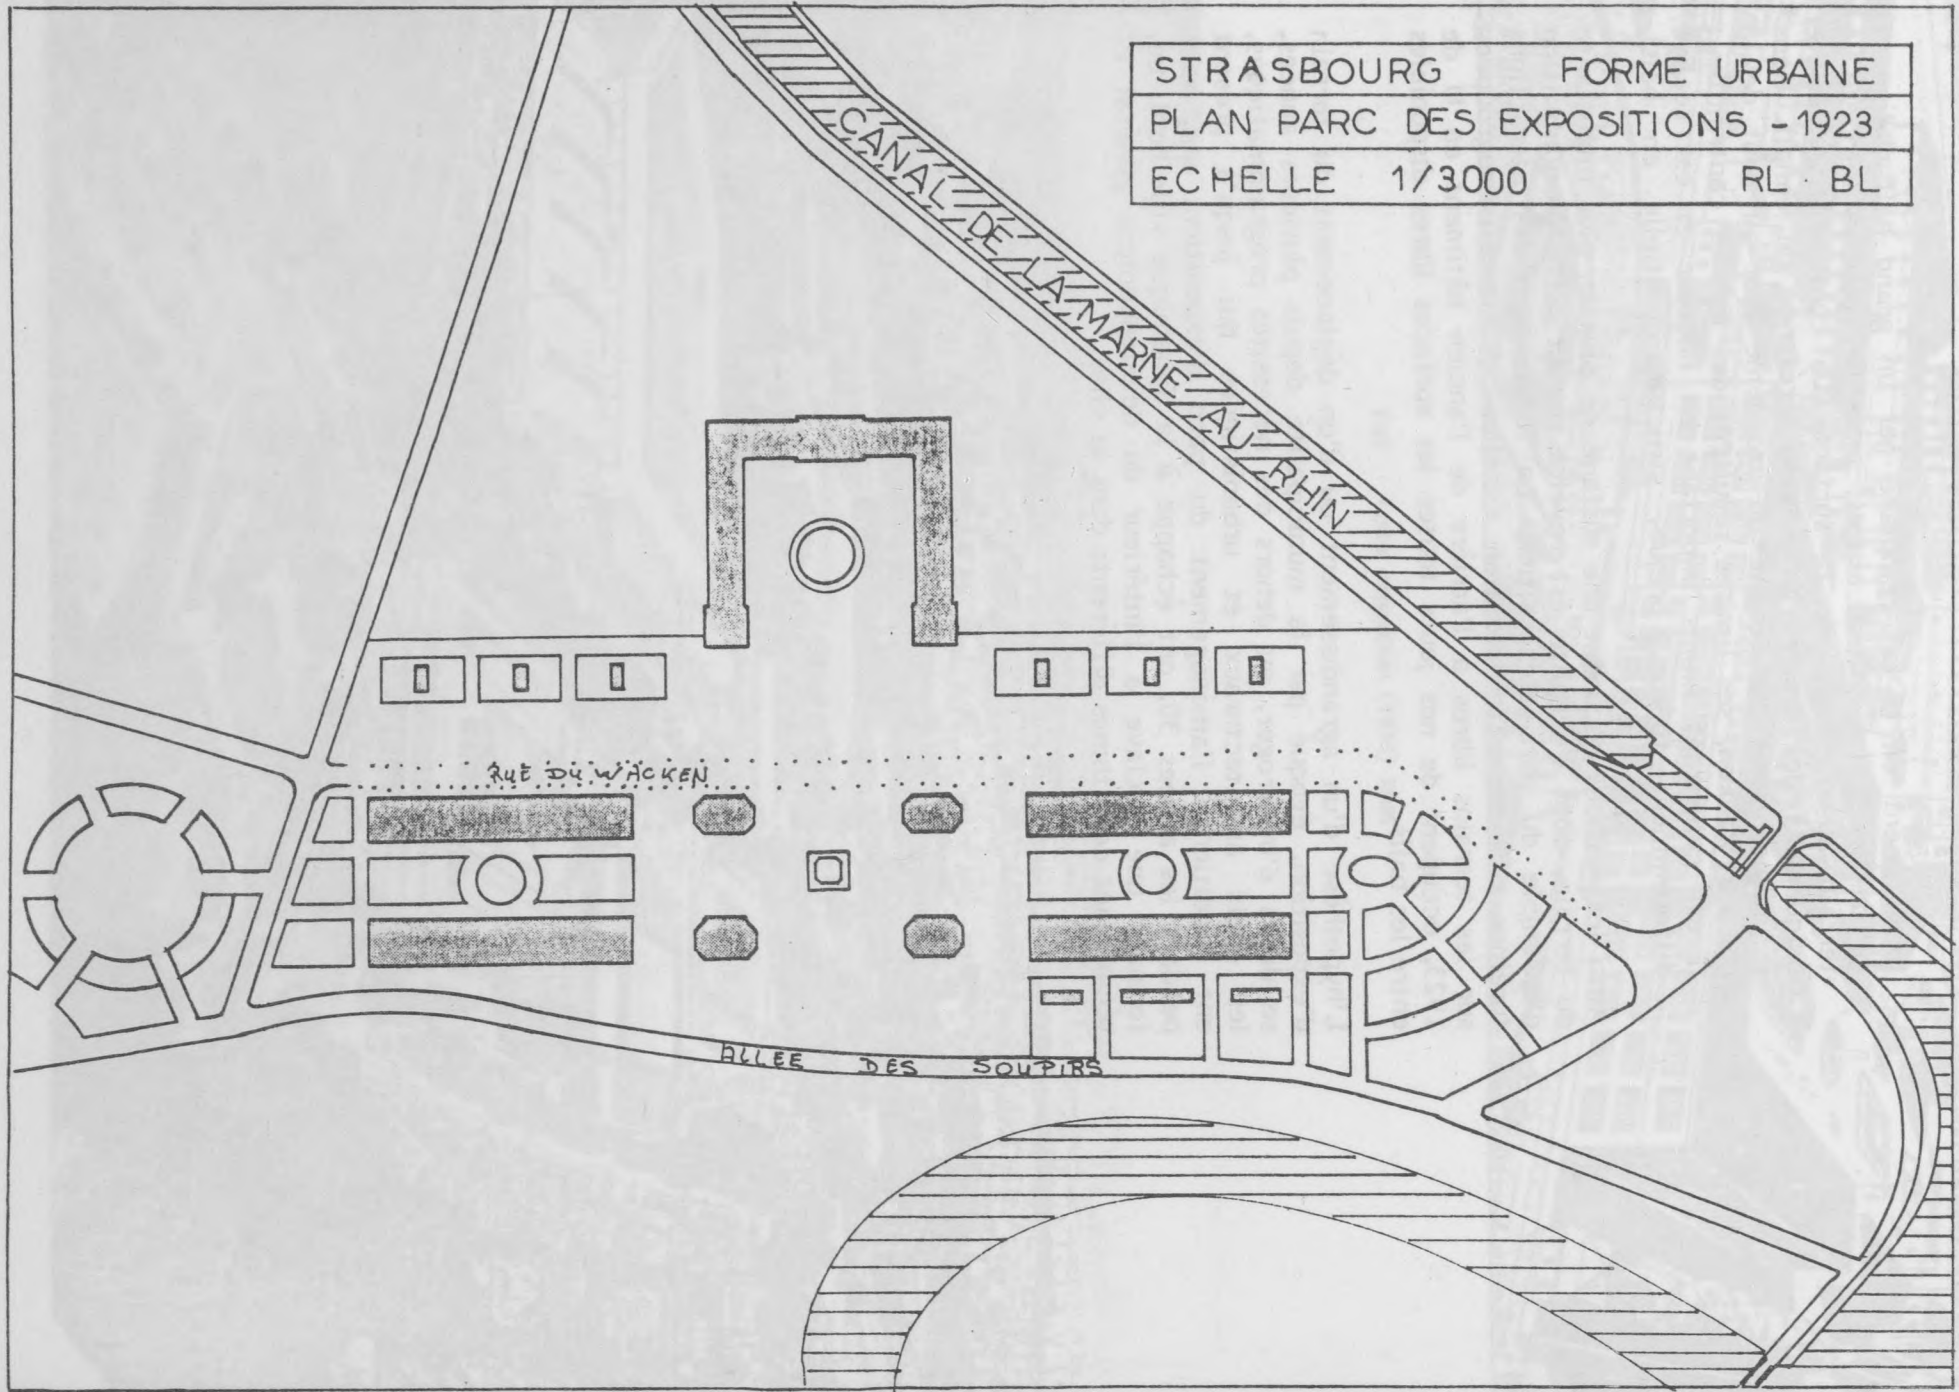 STRASBOURG FORME URBAINE
PLAN PARC DES EXPOSITIONS - 1923
ECHELLE 1/3000 RL · BL
CANAL DE LA MARNE AU RHIN
RUE DU WACKEN
ALLEE DES SOUPIRS